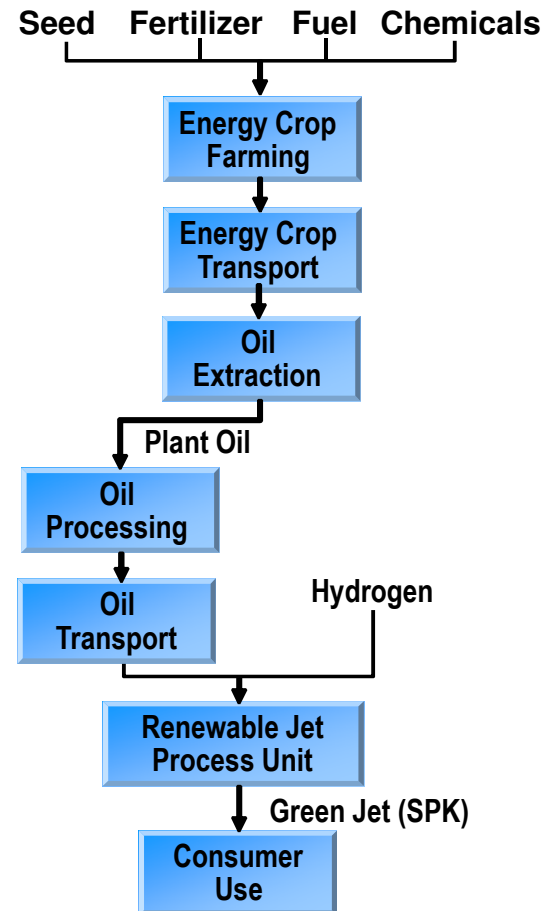 Seed Fertilizer Fuel Chemicals
Energy Crop
Farming
Energy Crop
Transport
Oil
Extraction
Plant Oil
Oil
Processing
Oil
Transport
Hydrogen
Renewable Jet
Process Unit
Green Jet (SPK)
Consumer
Use